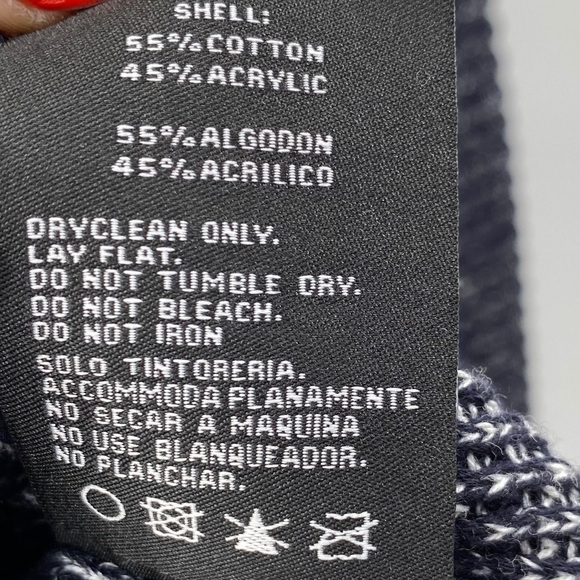 SHELL:
55% COTTON
45% ACRYLIC
55% ALGODON
45% ACRILICO
DRYCLEAN ONLY.
LAY FLAT.
DO NOT TUMBLE DRY.
DO NOT BLEACH.
DO NOT IRON
SOLO TINTORERIA.
ACCOMMODA PLANAMENTE
NO SECAR A MAQUINA
NO USE BLANQUEADOR.
NO PLANCHAR.